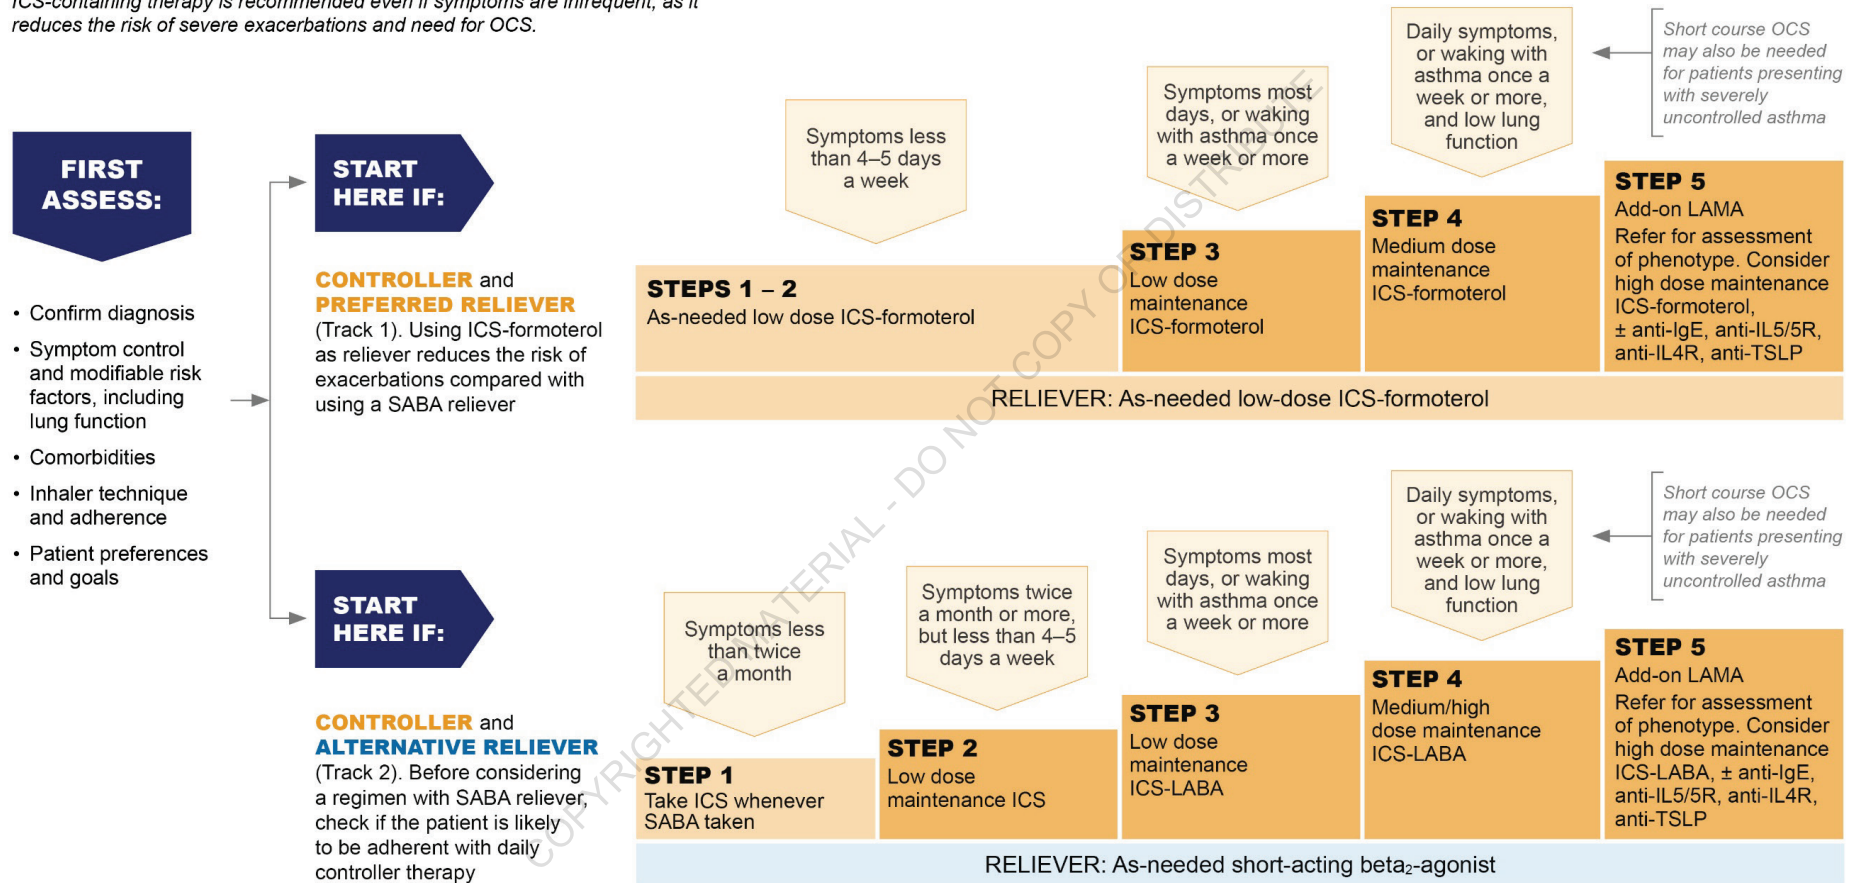 ICS-containing therapy is recommended even if symptoms are infrequent, as it
reduces the risk of severe exacerbations and need for OCS.
FIRST
ASSESS:
• Confirm diagnosis
• Symptom control
and modifiable risk
factors, including
lung function
• Comorbidities
• Inhaler technique
and adherence
• Patient preferences
and goals
START
HERE IF:
CONTROLLER and
PREFERRED RELIEVER
(Track 1). Using ICS-formoterol
as reliever reduces the risk of
exacerbations compared with
using a SABA reliever
Symptoms less
than 4–5 days
a week
Symptoms most
days, or waking
with asthma once
a week or more
Daily symptoms,
or waking with
asthma once a
week or more,
and low lung
function
Short course OCS
may also be needed
for patients presenting
with severely
uncontrolled asthma
STEPS 1 – 2
As-needed low dose ICS-formoterol
STEP 3
Low dose
maintenance
ICS-formoterol
STEP 4
Medium dose
maintenance
ICS-formoterol
STEP 5
Add-on LAMA
Refer for assessment
of phenotype. Consider
high dose maintenance
ICS-formoterol,
± anti-IgE, anti-IL5/5R,
anti-IL4R, anti-TSLP
RELIEVER: As-needed low-dose ICS-formoterol
START
HERE IF:
CONTROLLER and
ALTERNATIVE RELIEVER
(Track 2). Before considering
a regimen with SABA reliever,
check if the patient is likely
to be adherent with daily
controller therapy
Symptoms less
than twice
a month
Symptoms twice
a month or more,
but less than 4–5
days a week
Symptoms most
days, or waking
with asthma once
a week or more
Daily symptoms,
or waking with
asthma once a
week or more,
and low lung
function
Short course OCS
may also be needed
for patients presenting
with severely
uncontrolled asthma
STEP 1
Take ICS whenever
SABA taken
STEP 2
Low dose
maintenance ICS
STEP 3
Low dose
maintenance
ICS-LABA
STEP 4
Medium/high
dose maintenance
ICS-LABA
STEP 5
Add-on LAMA
Refer for assessment
of phenotype. Consider
high dose maintenance
ICS-LABA, ± anti-IgE,
anti-IL5/5R, anti-IL4R,
anti-TSLP
RELIEVER: As-needed short-acting beta₂-agonist
COPYRIGHTED MATERIAL - DO NOT COPY OR DISTRIBUTE